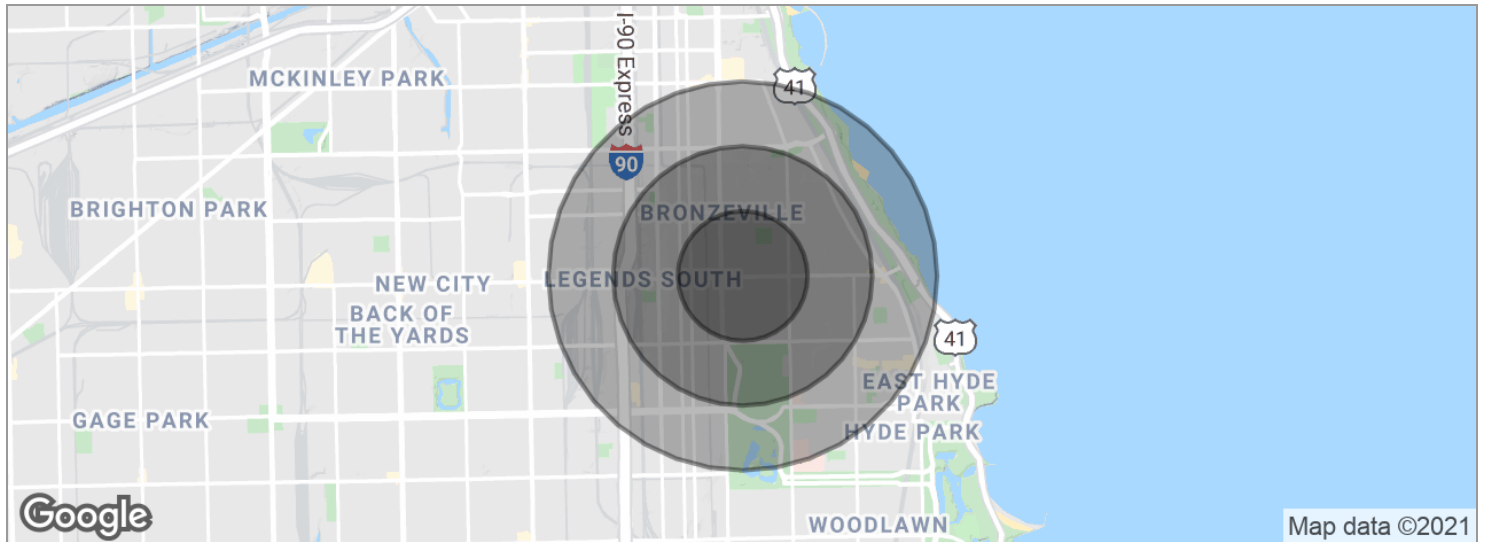 I-90 Express
MCKINLEY PARK
41
90
BRIGHTON PARK
BRONZEVILLE
LEGENDS SOUTH
NEW CITY
BACK OF
THE YARDS
41
EAST HYDE
PARK
GAGE PARK
HYDE PARK
Google
WOODLAWN
Map data ©2021